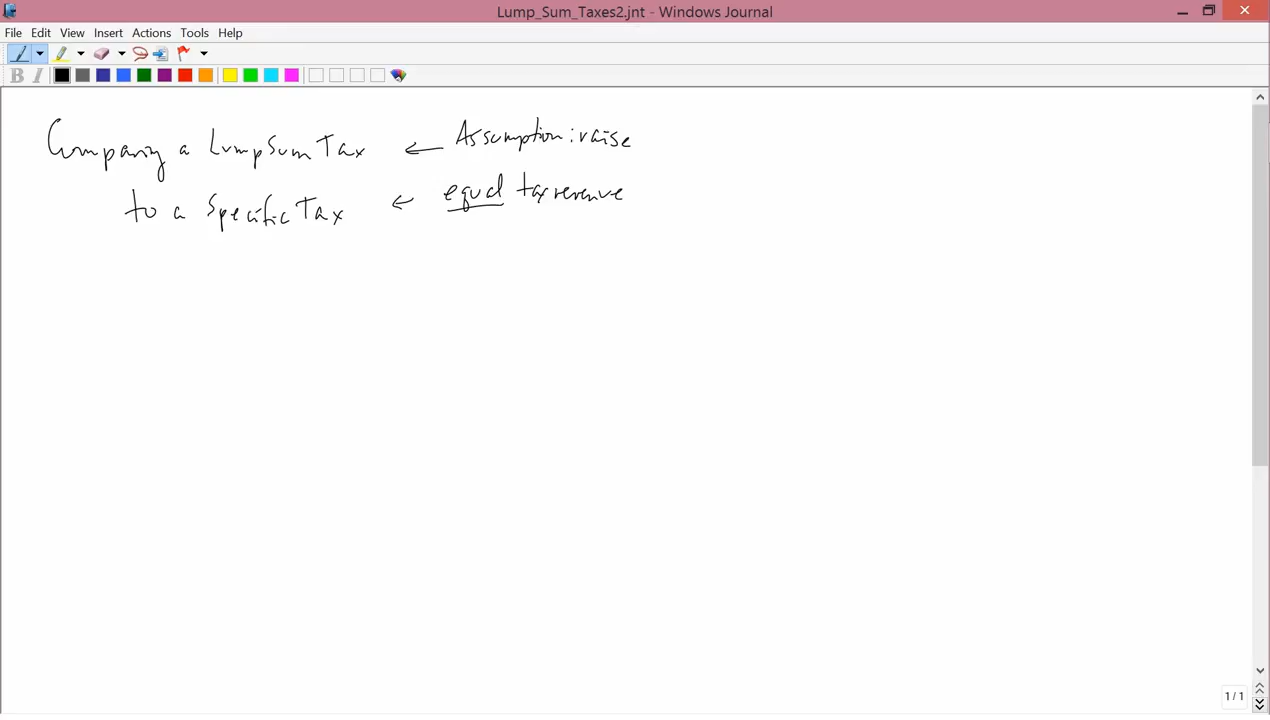 Lump_Sum_Taxes2.jnt - Windows Journal
File Edit View Insert Actions Tools Help
B I
Comparing a Lump Sum Tax ← Assumption: raise
to a Specific Tax ← equal tax revenue
1 / 1